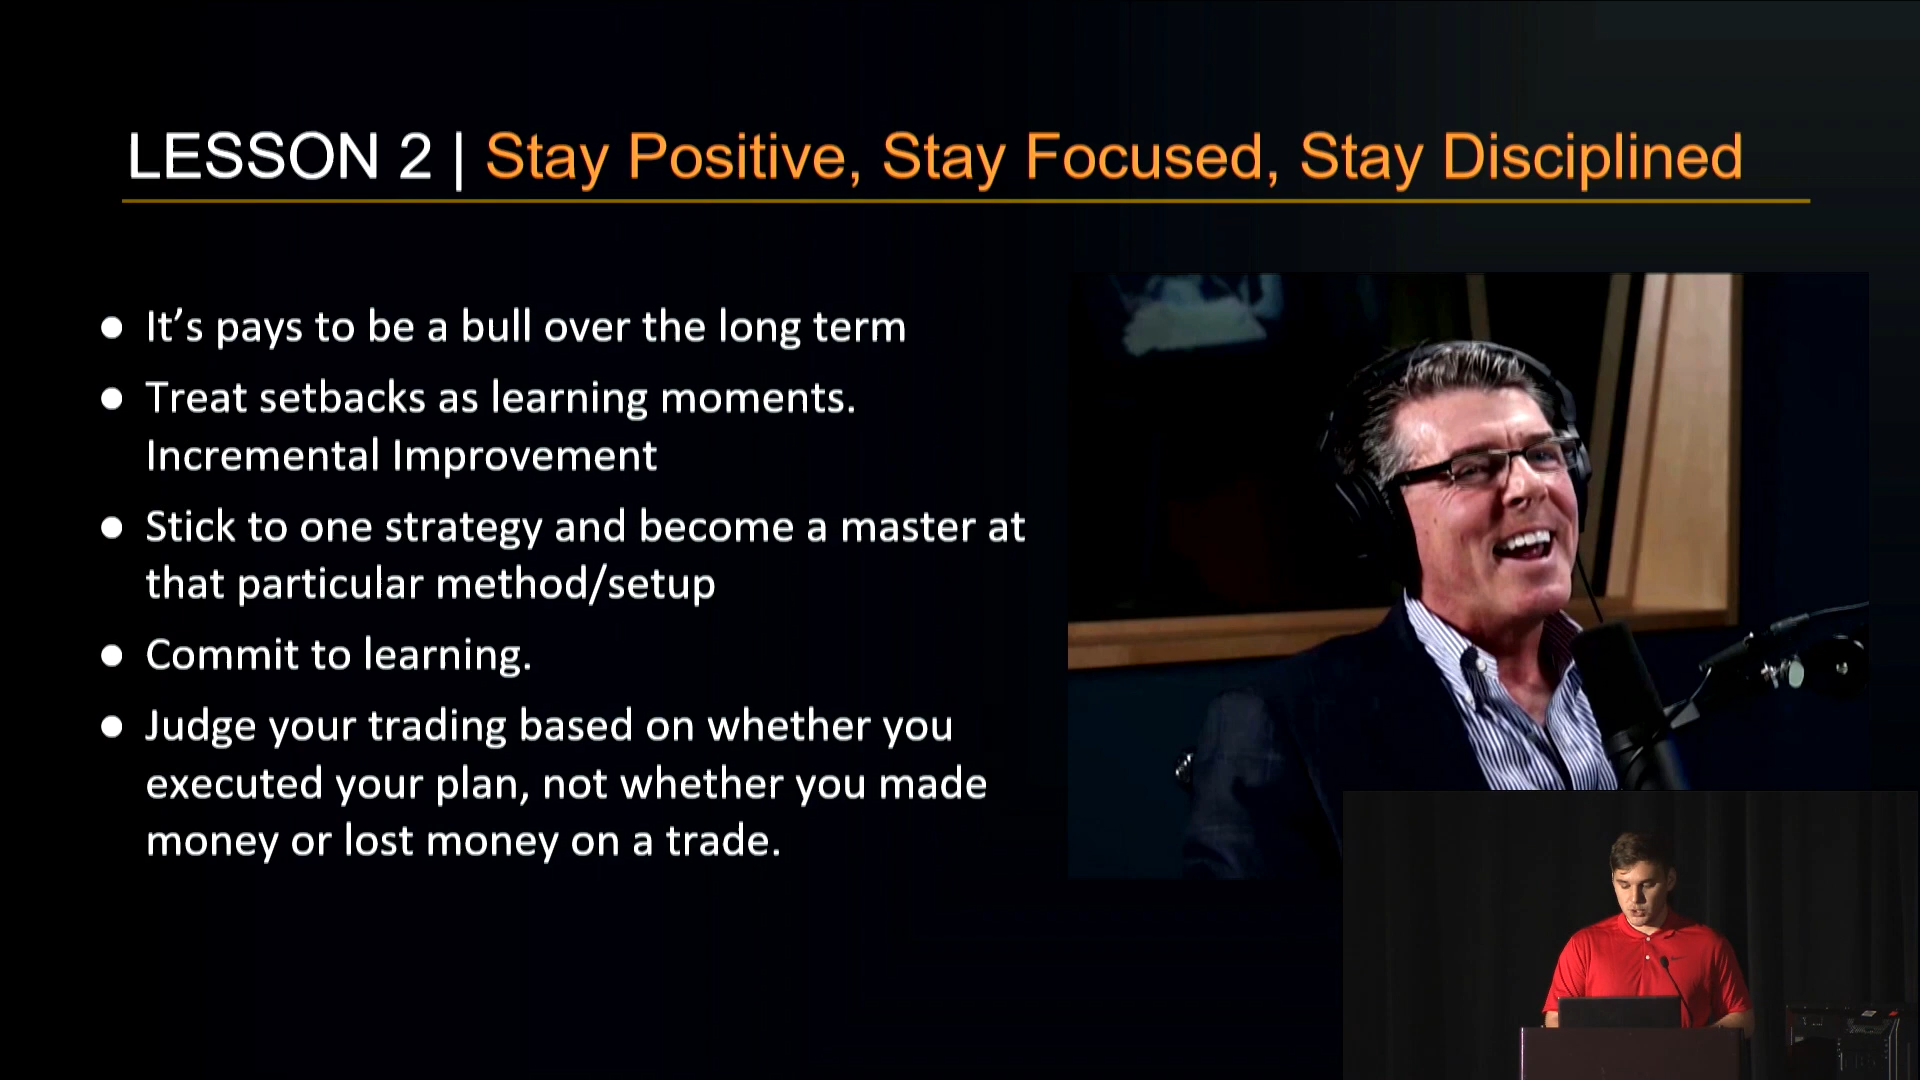 LESSON 2 | Stay Positive, Stay Focused, Stay Disciplined
● It’s pays to be a bull over the long term
● Treat setbacks as learning moments.
Incremental Improvement
● Stick to one strategy and become a master at
that particular method/setup
● Commit to learning.
● Judge your trading based on whether you
executed your plan, not whether you made
money or lost money on a trade.